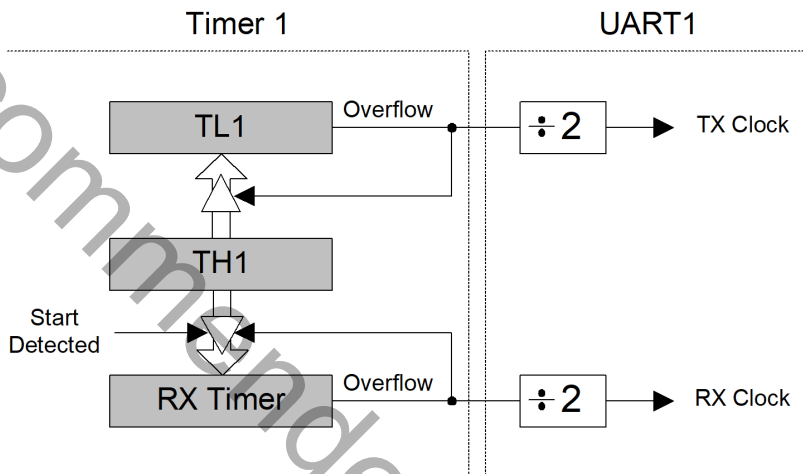 Timer 1 UART1
Overflow
TL1 ÷ 2 TX Clock
TH1
Start
Detected
Overflow
RX Timer ÷ 2 RX Clock